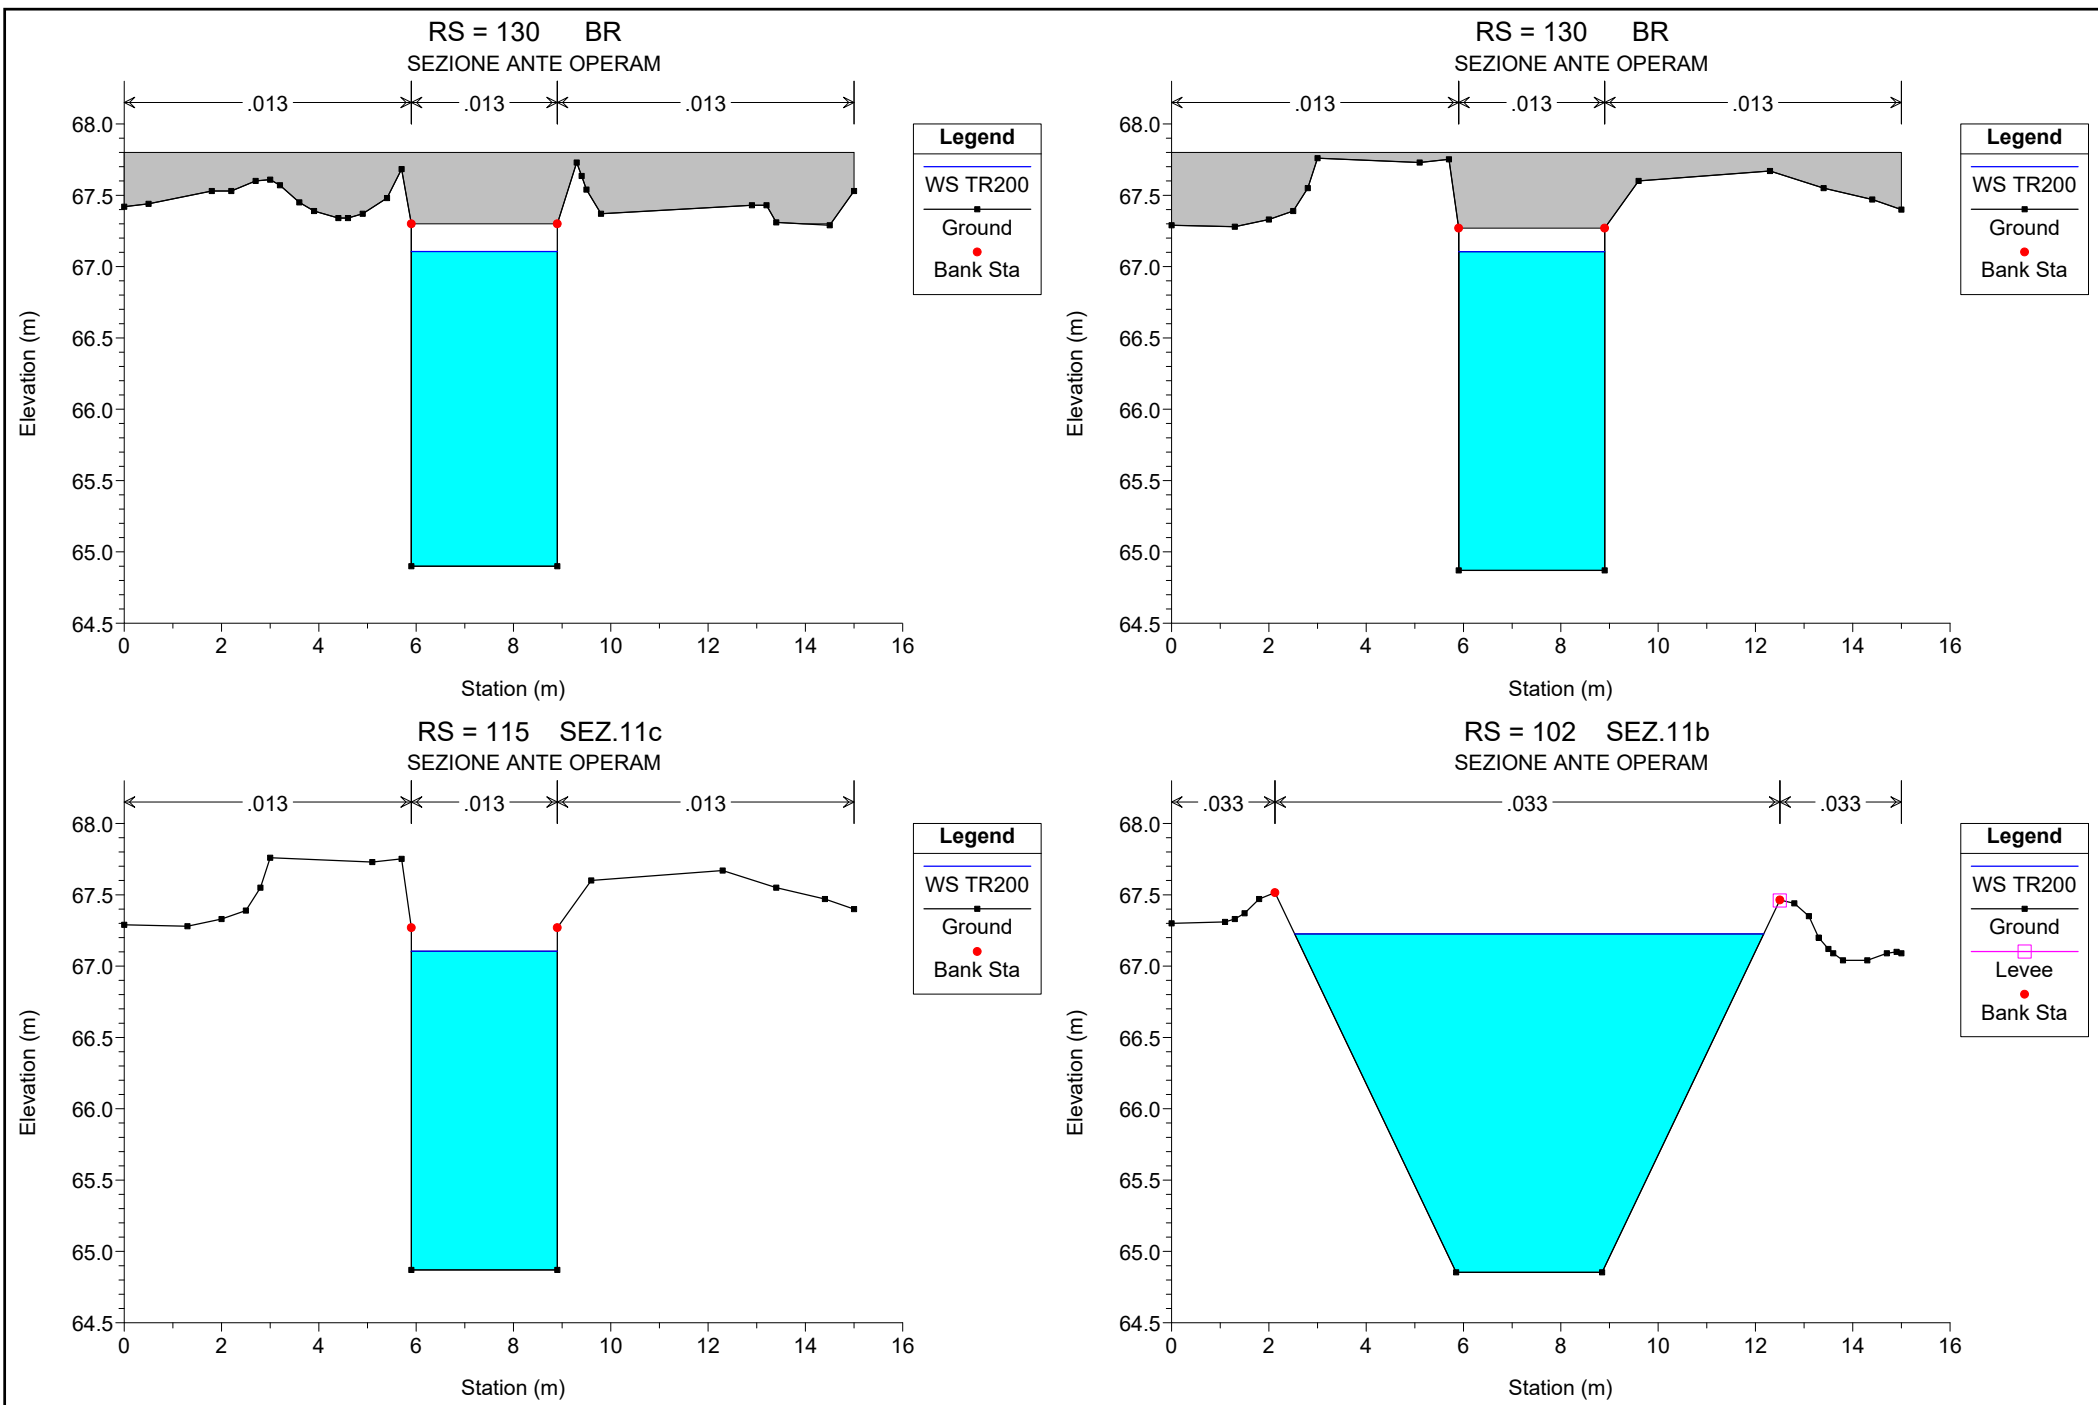 RS = 130 BR
SEZIONE ANTE OPERAM
.013 .013 .013
68.0
67.5
67.0
66.5
66.0
65.5
65.0
64.5
0 2 4 6 8 10 12 14 16
Elevation (m)
Station (m)
Legend
WS TR200
Ground
Bank Sta
RS = 130 BR
SEZIONE ANTE OPERAM
.013 .013 .013
68.0
67.5
67.0
66.5
66.0
65.5
65.0
64.5
0 2 4 6 8 10 12 14 16
Elevation (m)
Station (m)
Legend
WS TR200
Ground
Bank Sta
RS = 115 SEZ.11c
SEZIONE ANTE OPERAM
.013 .013 .013
68.0
67.5
67.0
66.5
66.0
65.5
65.0
64.5
0 2 4 6 8 10 12 14 16
Elevation (m)
Station (m)
Legend
WS TR200
Ground
Bank Sta
RS = 102 SEZ.11b
SEZIONE ANTE OPERAM
.033 .033 .033
68.0
67.5
67.0
66.5
66.0
65.5
65.0
64.5
0 2 4 6 8 10 12 14 16
Elevation (m)
Station (m)
Legend
WS TR200
Ground
Levee
Bank Sta